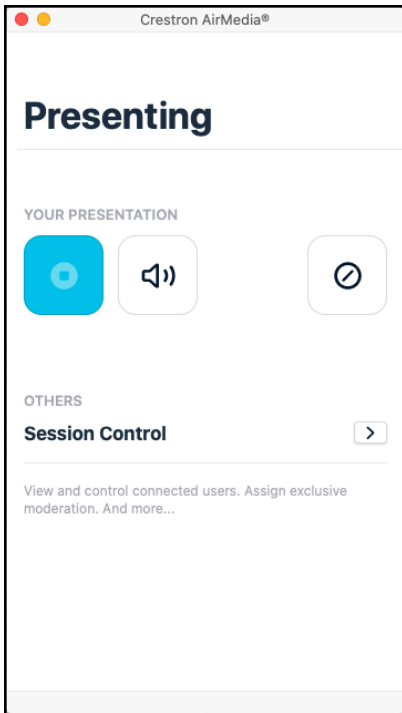 Crestron AirMedia®
Presenting
YOUR PRESENTATION
OTHERS
Session Control
View and control connected users. Assign exclusive
moderation. And more...